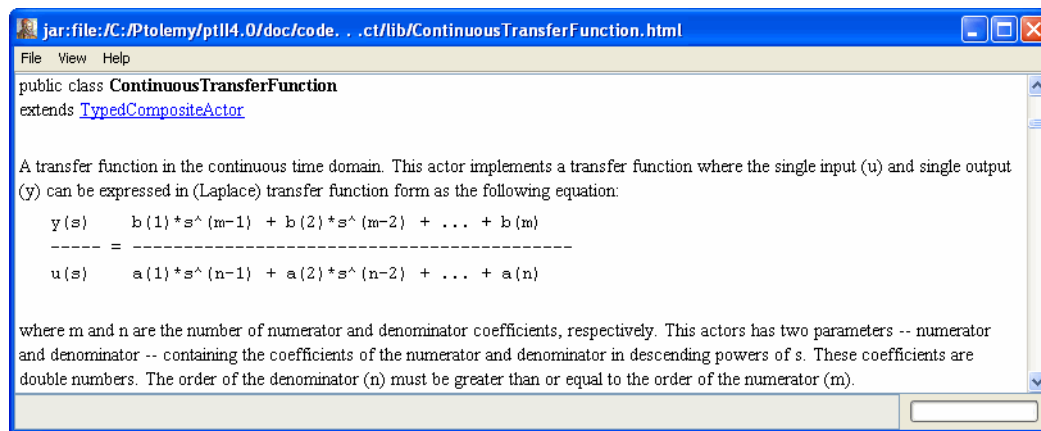 jar:file:/C:/Ptolemy/ptII4.0/doc/code. . .ct/lib/ContinuousTransferFunction.html
File View Help
public class ContinuousTransferFunction
extends TypedCompositeActor
A transfer function in the continuous time domain. This actor implements a transfer function where the single input (u) and single output
(y) can be expressed in (Laplace) transfer function form as the following equation:
y(s) b(1)*s^(m-1) + b(2)*s^(m-2) + ... + b(m)
----- = -------------------------------------------
u(s) a(1)*s^(n-1) + a(2)*s^(n-2) + ... + a(n)
where m and n are the number of numerator and denominator coefficients, respectively. This actors has two parameters -- numerator
and denominator -- containing the coefficients of the numerator and denominator in descending powers of s. These coefficients are
double numbers. The order of the denominator (n) must be greater than or equal to the order of the numerator (m).